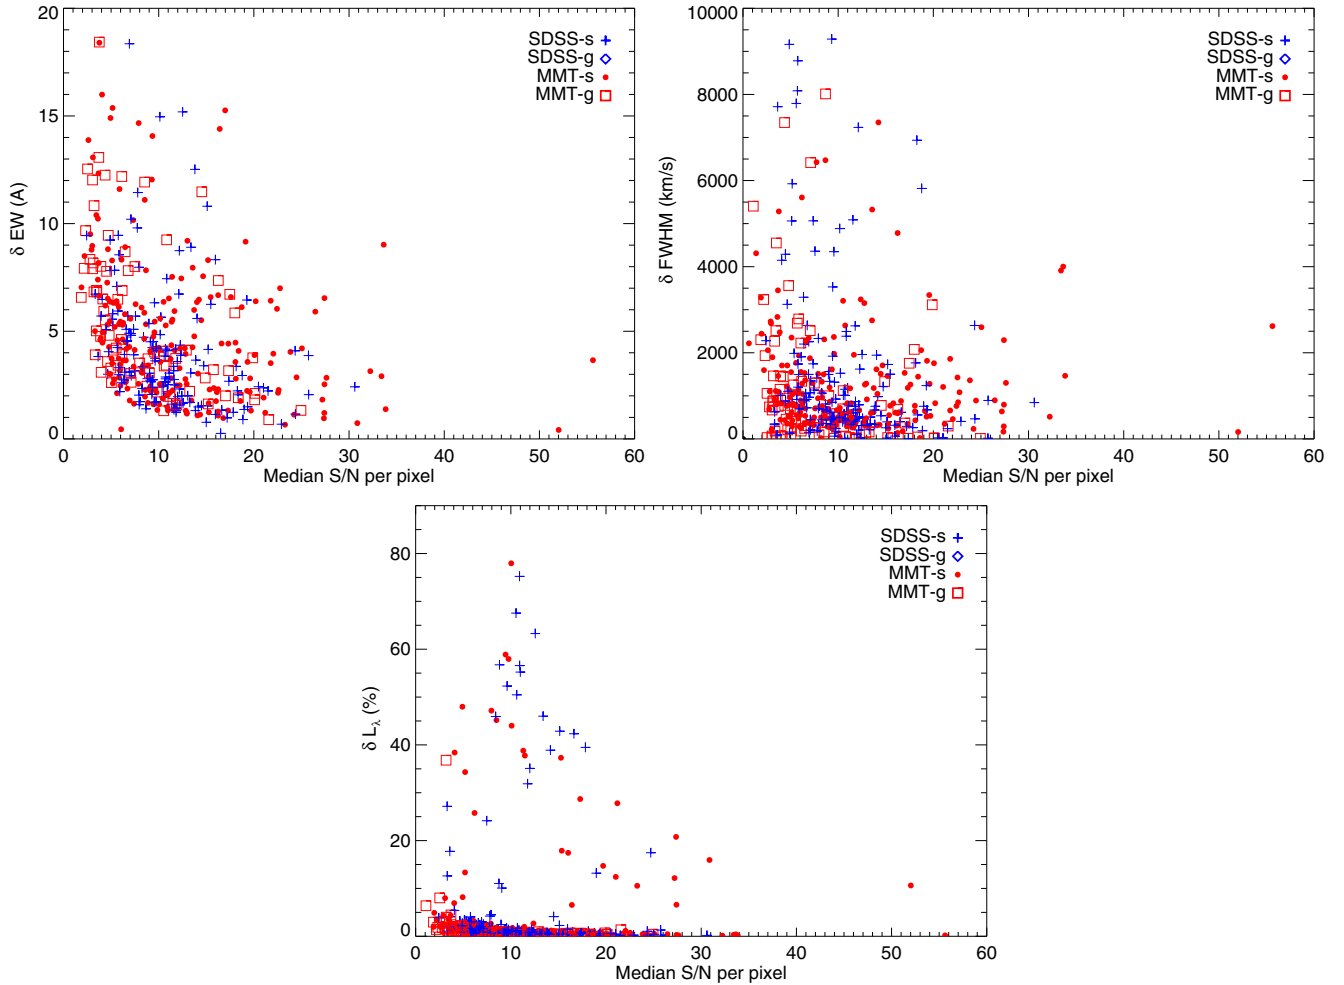 20
15
10
5
0
δ EW (A)
0 10 20 30 40 50 60
Median S/N per pixel
SDSS-s
SDSS-g
MMT-s
MMT-g
10000
8000
6000
4000
2000
0
δ FWHM (km/s)
0 10 20 30 40 50 60
Median S/N per pixel
SDSS-s
SDSS-g
MMT-s
MMT-g
80
60
40
20
0
δ Lλ (%)
0 10 20 30 40 50 60
Median S/N per pixel
SDSS-s
SDSS-g
MMT-s
MMT-g